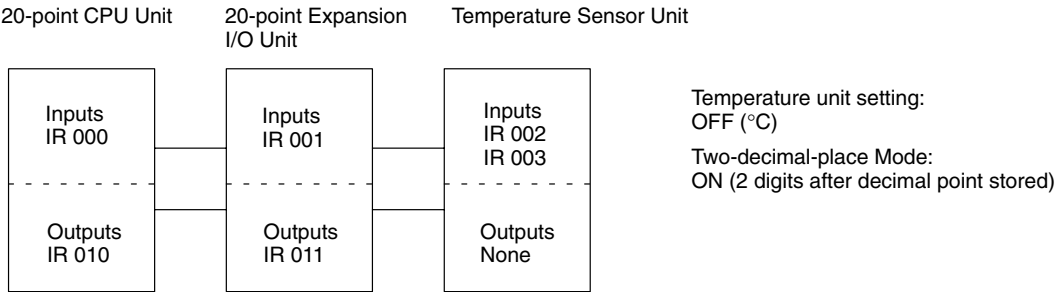 20-point CPU Unit
20-point Expansion
I/O Unit
Temperature Sensor Unit
Inputs
IR 000
Outputs
IR 010
Inputs
IR 001
Outputs
IR 011
Inputs
IR 002
IR 003
Outputs
None
Temperature unit setting:
OFF (°C)
Two-decimal-place Mode:
ON (2 digits after decimal point stored)